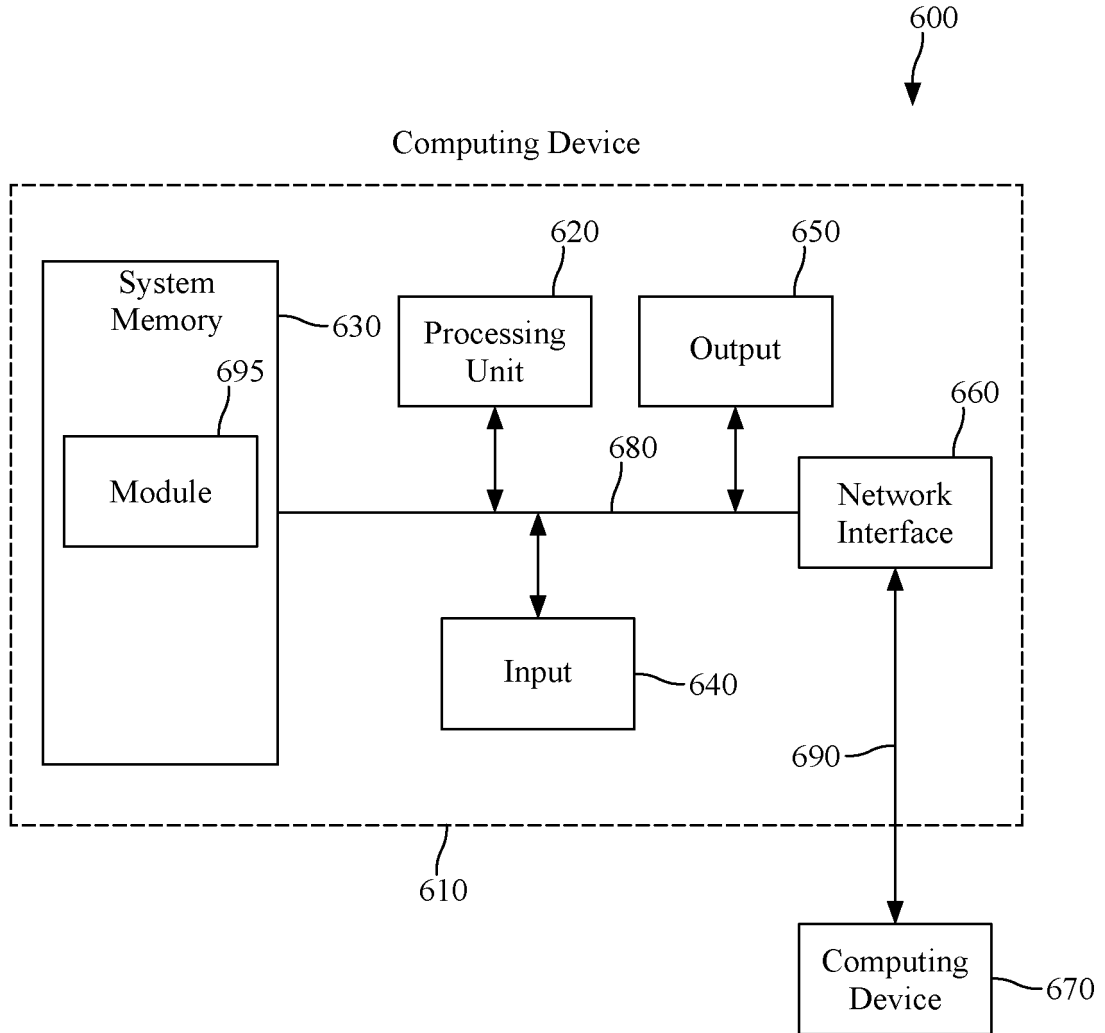 600
Computing Device
620
650
System
Memory
630
Processing
Unit
Output
695
660
Module
680
Network
Interface
Input
640
690
610
Computing
Device
670